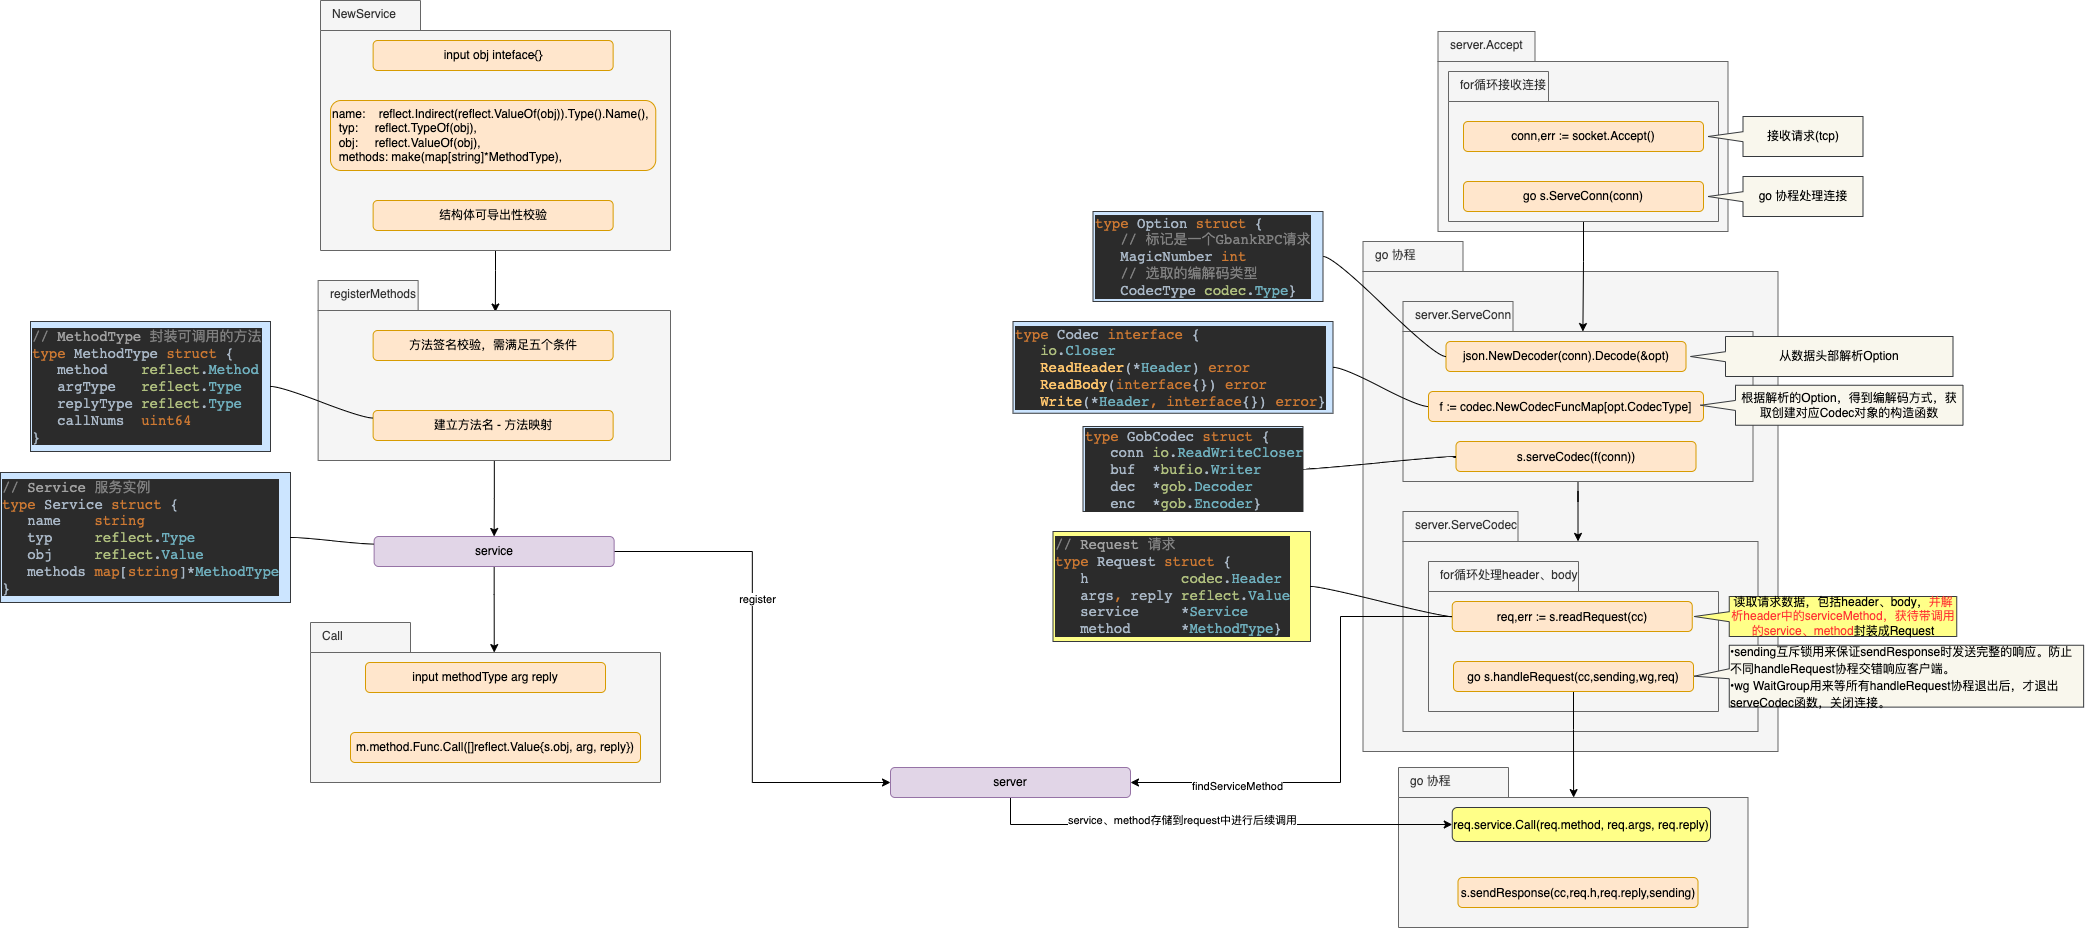 NewService
input obj inteface{}
name:    reflect.Indirect(reflect.ValueOf(obj)).Type().Name(),
typ:     reflect.TypeOf(obj),
obj:     reflect.ValueOf(obj),
methods: make(map[string]*MethodType),
结构体可导出性校验
registerMethods
方法签名校验，需满足五个条件
建立方法名 - 方法映射
// MethodType 封装可调用的方法
type MethodType struct {
method    reflect.Method
argType   reflect.Type
replyType reflect.Type
callNums  uint64
}
// Service 服务实例
type Service struct {
name    string
typ     reflect.Type
obj     reflect.Value
methods map[string]*MethodType
}
service
register
Call
input methodType arg reply
m.method.Func.Call([]reflect.Value{s.obj, arg, reply})
server
findServiceMethod
service、method存储到request中进行后续调用
server.Accept
for循环接收连接
conn,err := socket.Accept()
接收请求(tcp)
go s.ServeConn(conn)
go 协程处理连接
type Option struct {
// 标记是一个GbankRPC请求
MagicNumber int
// 选取的编解码类型
CodecType codec.Type}
type Codec interface {
io.Closer
ReadHeader(*Header) error
ReadBody(interface{}) error
Write(*Header, interface{}) error}
type GobCodec struct {
conn io.ReadWriteCloser
buf  *bufio.Writer
dec  *gob.Decoder
enc  *gob.Encoder}
// Request 请求
type Request struct {
h           codec.Header
args, reply reflect.Value
service     *Service
method      *MethodType}
go 协程
server.ServeConn
json.NewDecoder(conn).Decode(&opt)
从数据头部解析Option
f := codec.NewCodecFuncMap[opt.CodecType]
根据解析的Option，得到编解码方式，获
取创建对应Codec对象的构造函数
s.serveCodec(f(conn))
server.ServeCodec
for循环处理header、body
req,err := s.readRequest(cc)
读取请求数据，包括header、body，并解
析header中的serviceMethod，获待带调用
的service、method封装成Request
go s.handleRequest(cc,sending,wg,req)
•sending互斥锁用来保证sendResponse时发送完整的响应。防止
不同handleRequest协程交错响应客户端。
•wg WaitGroup用来等所有handleRequest协程退出后，才退出
serveCodec函数，关闭连接。
go 协程
req.service.Call(req.method, req.args, req.reply)
s.sendResponse(cc,req.h,req.reply,sending)